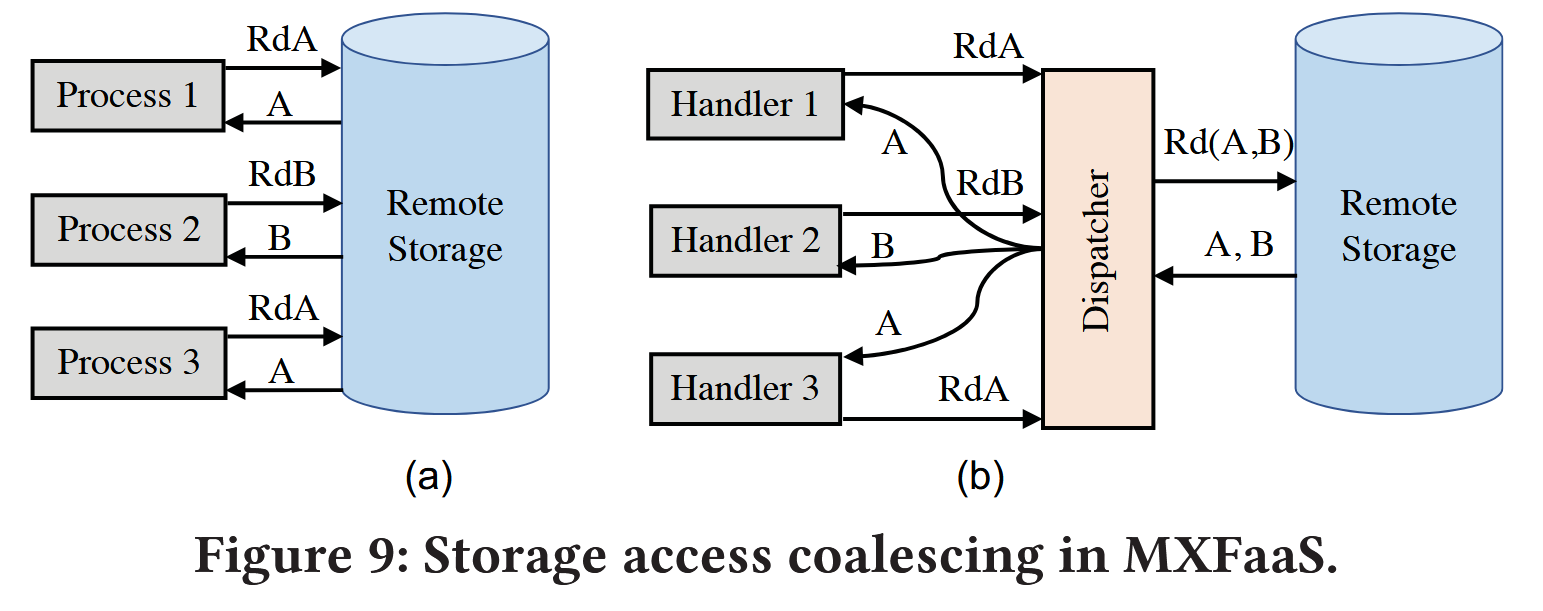 RdA
Process 1
A
RdB
Process 2
B
RdA
Process 3
A
Remote
Storage
(a)
RdA
Handler 1
A
RdB
Handler 2
B
A
Handler 3
RdA
Dispatcher
Rd(A,B)
A, B
Remote
Storage
(b)
Figure 9: Storage access coalescing in MXFaaS.